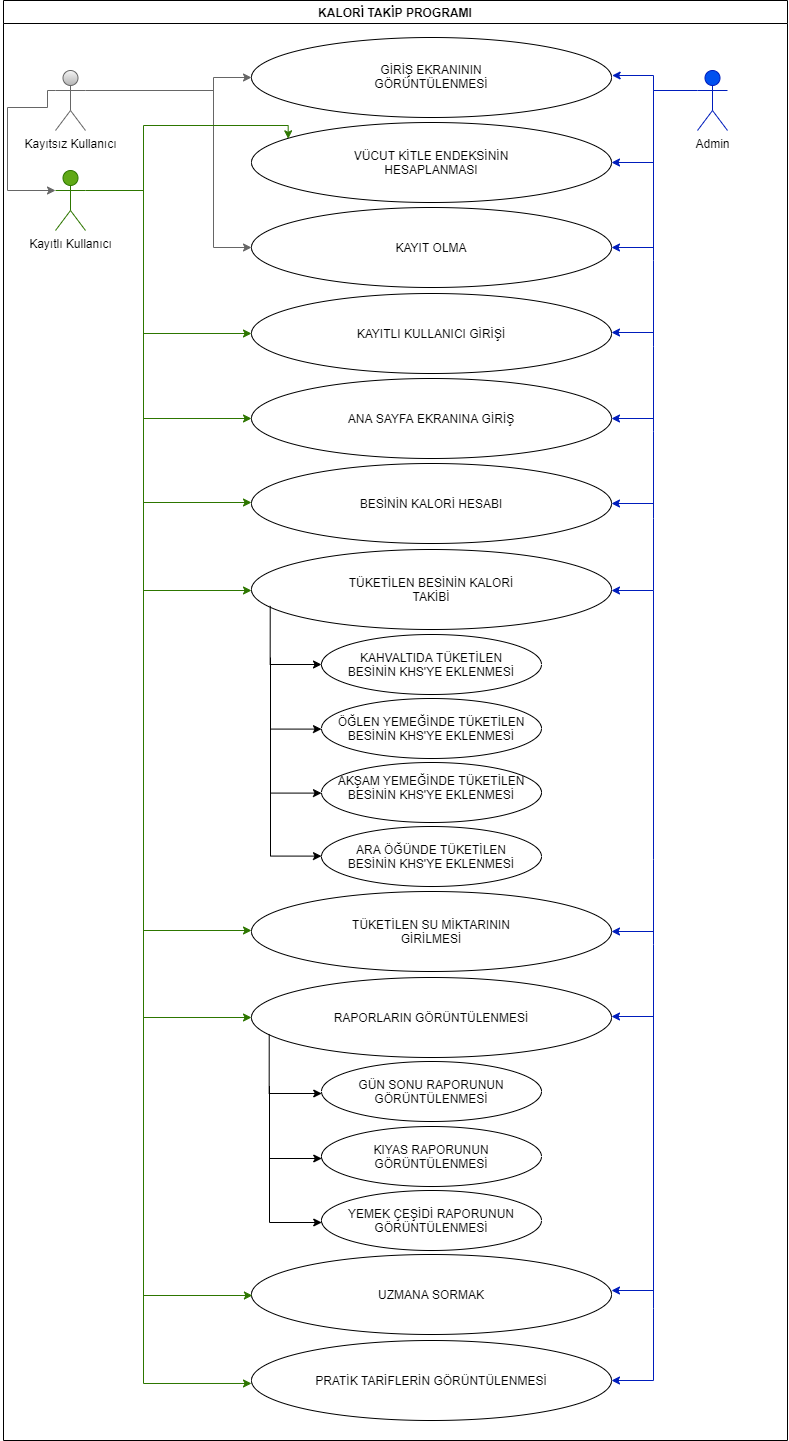 KALORİ TAKİP PROGRAMI
GİRİŞ EKRANININ
GÖRÜNTÜLENMESİ
Kayıtsız Kullanıcı
Admin
VÜCUT KİTLE ENDEKSİNİN
HESAPLANMASI
Kayıtlı Kullanıcı
KAYIT OLMA
KAYITLI KULLANICI GİRİŞİ
ANA SAYFA EKRANINA GİRİŞ
BESİNİN KALORİ HESABI
TÜKETİLEN BESİNİN KALORİ
TAKİBİ
KAHVALTIDA TÜKETİLEN
BESİNİN KHS'YE EKLENMESİ
ÖĞLEN YEMEĞİNDE TÜKETİLEN
BESİNİN KHS'YE EKLENMESİ
AKŞAM YEMEĞİNDE TÜKETİLEN
BESİNİN KHS'YE EKLENMESİ
ARA ÖĞÜNDE TÜKETİLEN
BESİNİN KHS'YE EKLENMESİ
TÜKETİLEN SU MİKTARININ
GİRİLMESİ
RAPORLARIN GÖRÜNTÜLENMESİ
GÜN SONU RAPORUNUN
GÖRÜNTÜLENMESİ
KIYAS RAPORUNUN
GÖRÜNTÜLENMESİ
YEMEK ÇEŞİDİ RAPORUNUN
GÖRÜNTÜLENMESİ
UZMANA SORMAK
PRATİK TARİFLERİN GÖRÜNTÜLENMESİ